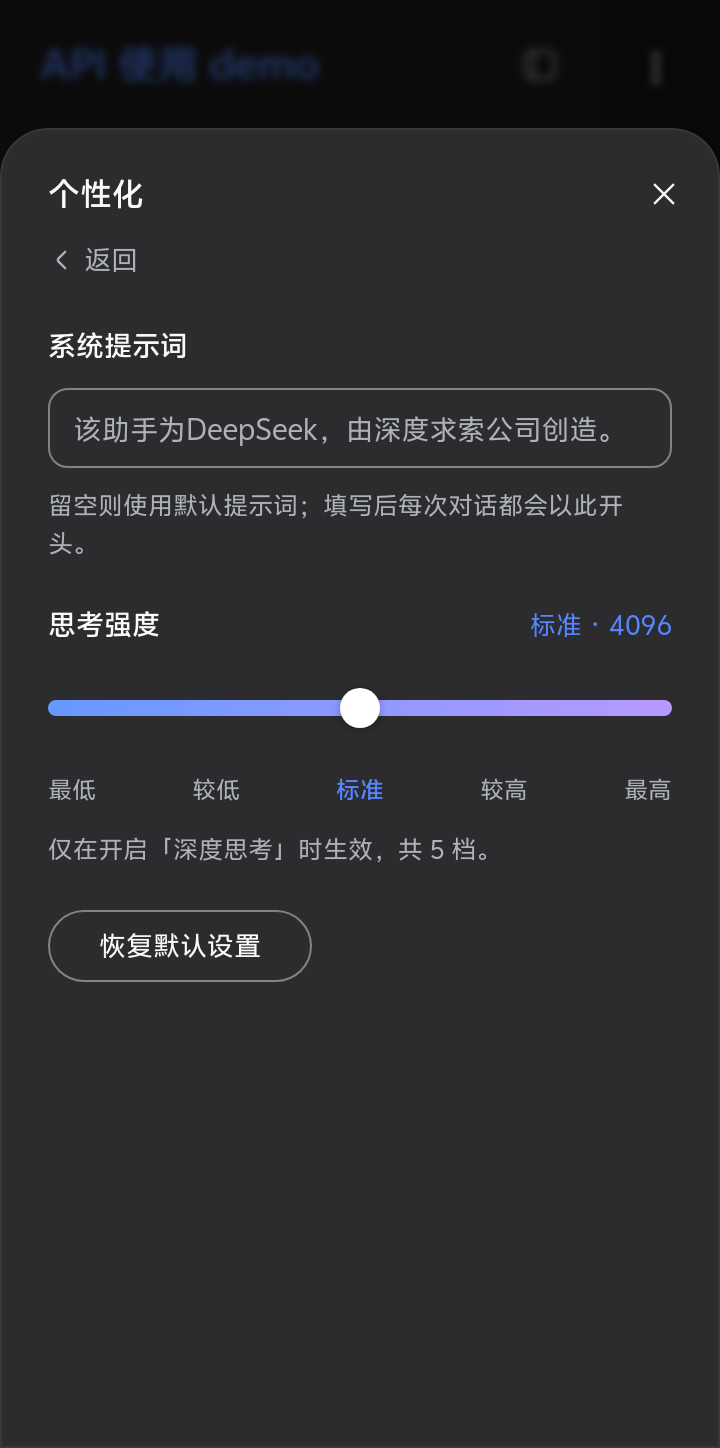 API 使用 demo
个性化
返回
系统提示词
该助手为DeepSeek，由深度求索公司创造。
留空则使用默认提示词；填写后每次对话都会以此开
头。
思考强度
标准 · 4096
最低 较低 标准 较高 最高
仅在开启「深度思考」时生效，共 5 档。
恢复默认设置